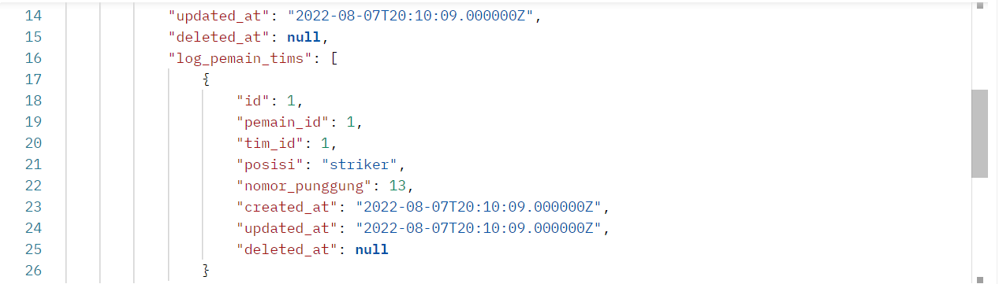 14 "updated_at": "2022-08-07T20:10:09.000000Z",
15 "deleted_at": null,
16 "log_pemain_tims": [
17 {
18 "id": 1,
19 "pemain_id": 1,
20 "tim_id": 1,
21 "posisi": "striker",
22 "nomor_punggung": 13,
23 "created_at": "2022-08-07T20:10:09.000000Z",
24 "updated_at": "2022-08-07T20:10:09.000000Z",
25 "deleted_at": null
26 }